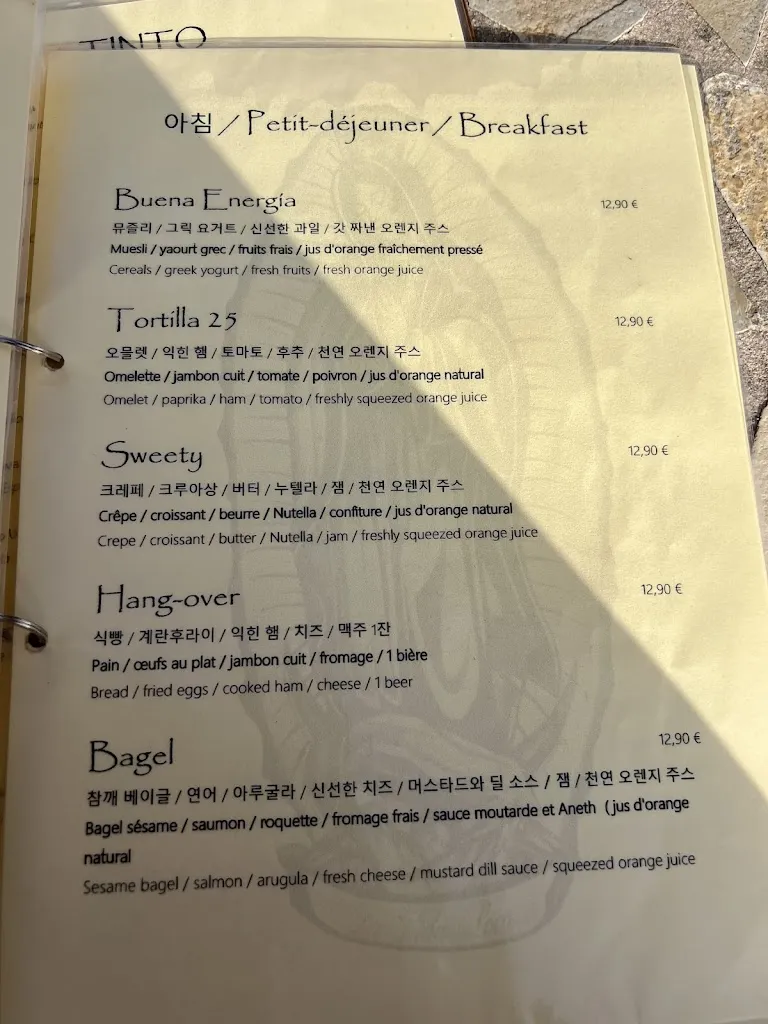 TINTO
아침 / Petit-déjeuner / Breakfast
Buena Energía 12,90 €
뮤즐리 / 그릭 요거트 / 신선한 과일 / 갓 짜낸 오렌지 주스
Muesli / yaourt grec / fruits frais / jus d'orange fraîchement pressé
Cereals / greek yogurt / fresh fruits / fresh orange juice
Tortilla 25 12,90 €
오믈렛 / 익힌 햄 / 토마토 / 후추 / 천연 오렌지 주스
Omelette / jambon cuit / tomate / poivron / jus d'orange natural
Omelet / paprika / ham / tomato / freshly squeezed orange juice
Sweety 12,90 €
크레페 / 크루아상 / 버터 / 누텔라 / 잼 / 천연 오렌지 주스
Crêpe / croissant / beurre / Nutella / confiture / jus d'orange natural
Crepe / croissant / butter / Nutella / jam / freshly squeezed orange juice
Hang-over 12,90 €
식빵 / 계란후라이 / 익힌 햄 / 치즈 / 맥주 1잔
Pain / œufs au plat / jambon cuit / fromage / 1 bière
Bread / fried eggs / cooked ham / cheese / 1 beer
Bagel 12,90 €
참깨 베이글 / 연어 / 아루굴라 / 신선한 치즈 / 머스타드와 딜 소스 / 잼 / 천연 오렌지 주스
Bagel sésame / saumon / roquette / fromage frais / sauce moutarde et Aneth ( jus d'orange
natural
Sesame bagel / salmon / arugula / fresh cheese / mustard dill sauce / squeezed orange juice